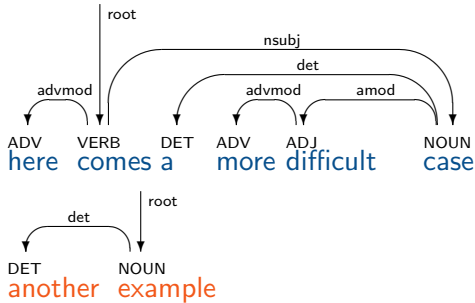 root
nsubj
det
advmod advmod amod
ADV VERB DET ADV ADJ NOUN
here comes a more difficult case
root
det
DET NOUN
another example